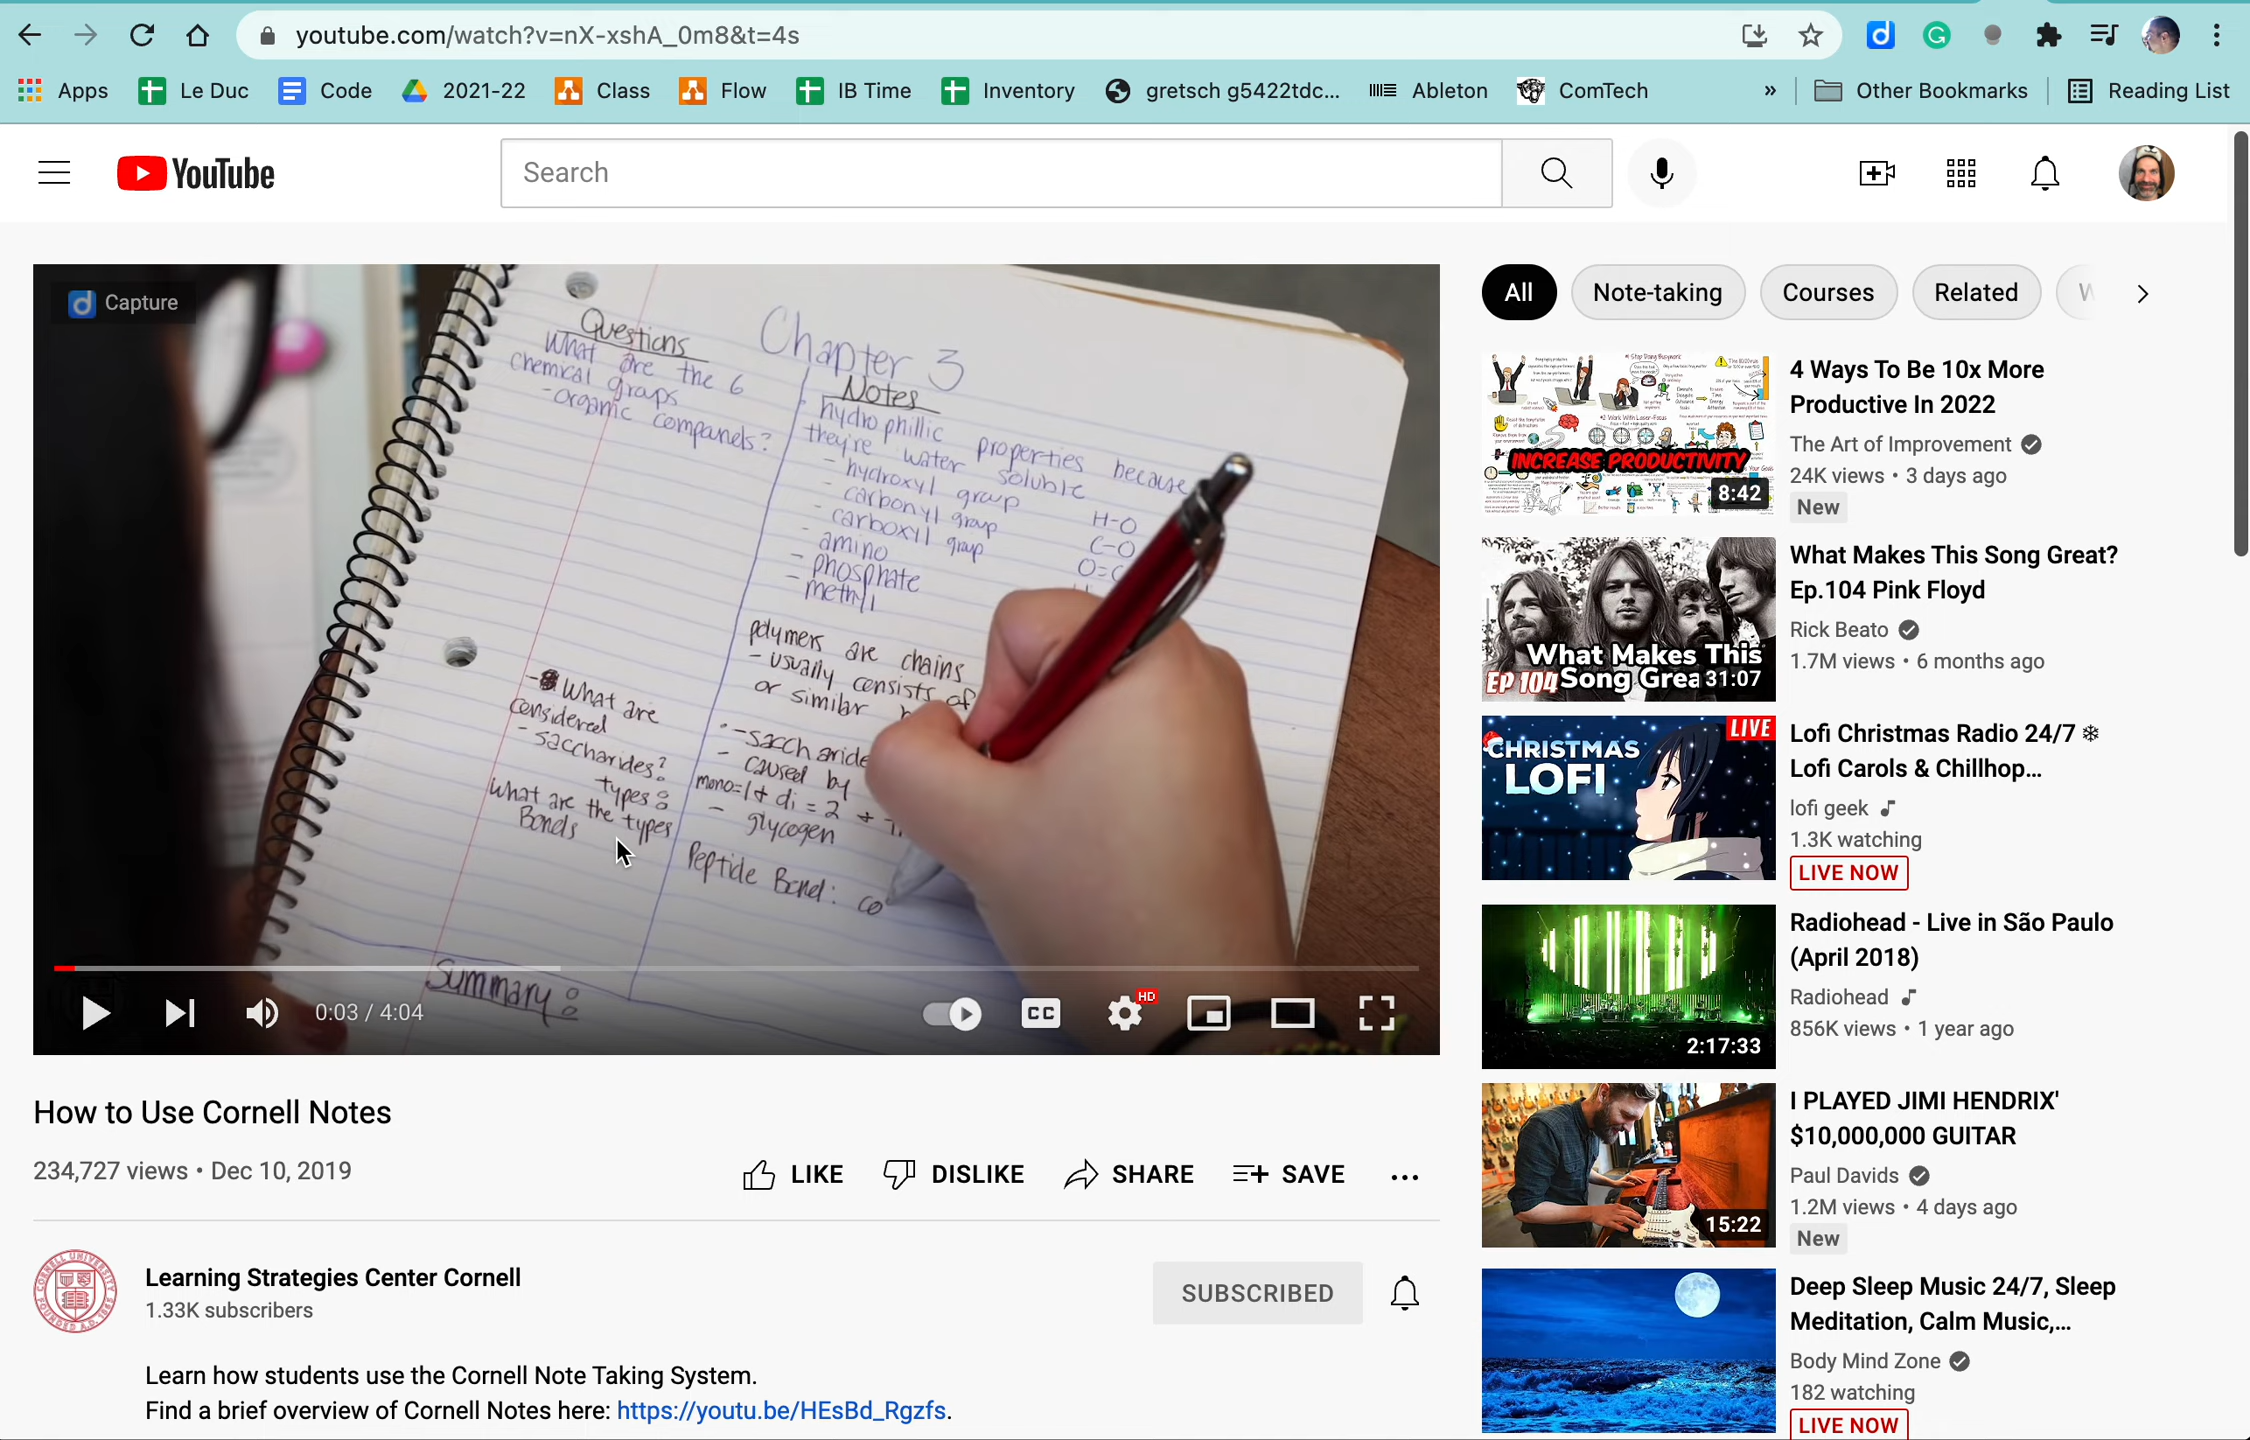 youtube.com/watch?v=nX-xshA_0m8&t=4s
Apps Le Duc Code 2021-22 Class Flow IB Time Inventory gretsch g5422tdc... Ableton ComTech » Other Bookmarks Reading List
YouTube
Search
Capture
Questions
What are the 6
chemical groups
-organic companels?
Chapter 3
Notes
hydrophillic properties because
they're water soluble
- hydroxyl group H-O
- carbonyl group C-O
- carboxyl group
- amino
- phosphate
- methyl
polymers are chains
- usually consists of
or similar
What are
considered
- saccharides?
types:
What are the types
Bonds
- caused by
mono=1+ di = 2 +
- glycogen
Peptide Bond: co
Summary:
0:03 / 4:04
CC
HD
How to Use Cornell Notes
234,727 views • Dec 10, 2019
LIKE DISLIKE SHARE SAVE ...
Learning Strategies Center Cornell
1.33K subscribers
SUBSCRIBED
Learn how students use the Cornell Note Taking System.
Find a brief overview of Cornell Notes here: https://youtu.be/HEsBd_Rgzfs.
All Note-taking Courses Related
INCREASE PRODUCTIVITY
8:42
4 Ways To Be 10x More
Productive In 2022
The Art of Improvement
24K views • 3 days ago
New
What Makes This
EP 104 Song Grea
31:07
What Makes This Song Great?
Ep.104 Pink Floyd
Rick Beato
1.7M views • 6 months ago
LIVE
CHRISTMAS
LOFI
Lofi Christmas Radio 24/7 ❄
Lofi Carols & Chillhop...
lofi geek
1.3K watching
LIVE NOW
2:17:33
Radiohead - Live in São Paulo
(April 2018)
Radiohead
856K views • 1 year ago
15:22
I PLAYED JIMI HENDRIX'
$10,000,000 GUITAR
Paul Davids
1.2M views • 4 days ago
New
Deep Sleep Music 24/7, Sleep
Meditation, Calm Music,...
Body Mind Zone
182 watching
LIVE NOW